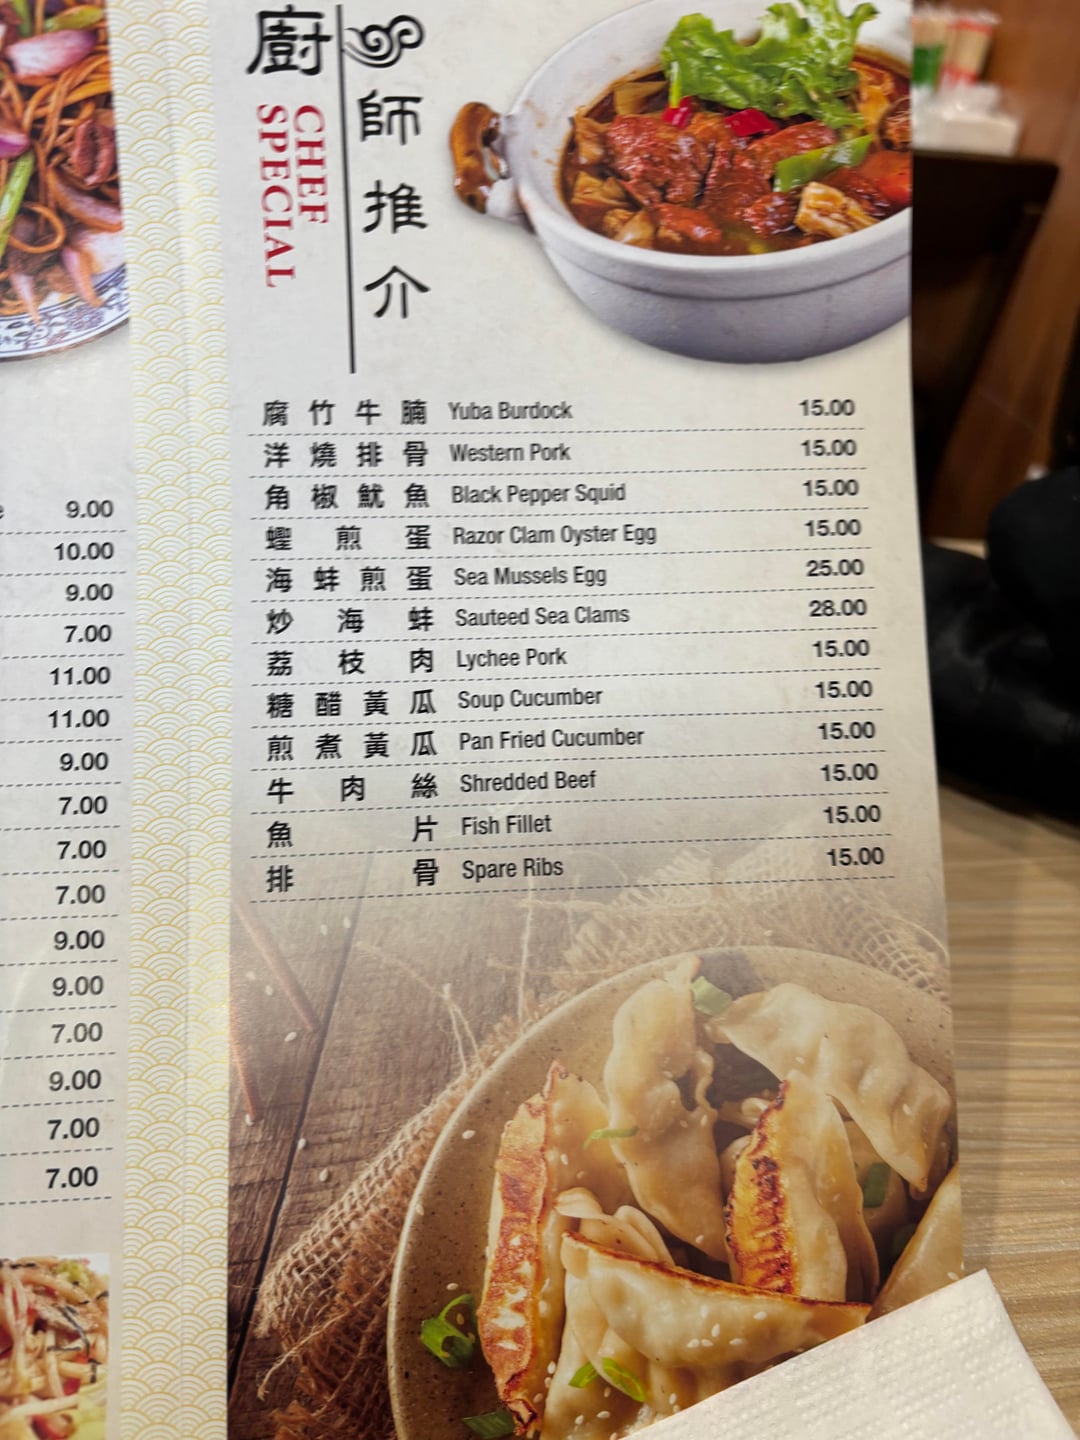 廚師推介
CHEF SPECIAL
腐竹牛腩 Yuba Burdock 15.00
洋燒排骨 Western Pork 15.00
角椒魷魚 Black Pepper Squid 15.00
蟶煎蛋 Razor Clam Oyster Egg 15.00
海蚌煎蛋 Sea Mussels Egg 25.00
炒海蚌 Sauteed Sea Clams 28.00
荔枝肉 Lychee Pork 15.00
糖醋黃瓜 Soup Cucumber 15.00
煎煮黃瓜 Pan Fried Cucumber 15.00
牛肉絲 Shredded Beef 15.00
魚片 Fish Fillet 15.00
排骨 Spare Ribs 15.00
9.00
10.00
9.00
7.00
11.00
11.00
9.00
7.00
7.00
7.00
9.00
9.00
7.00
9.00
7.00
7.00